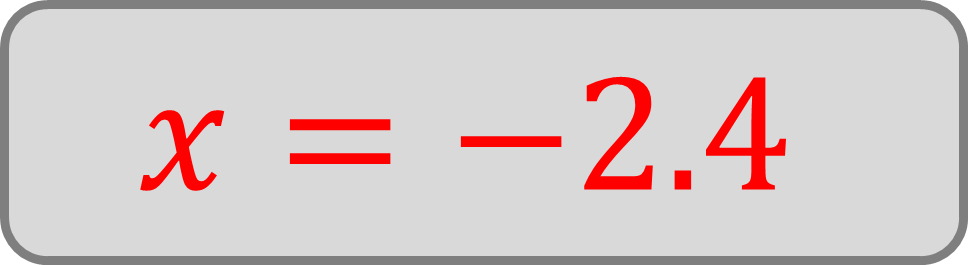 x = −2.4